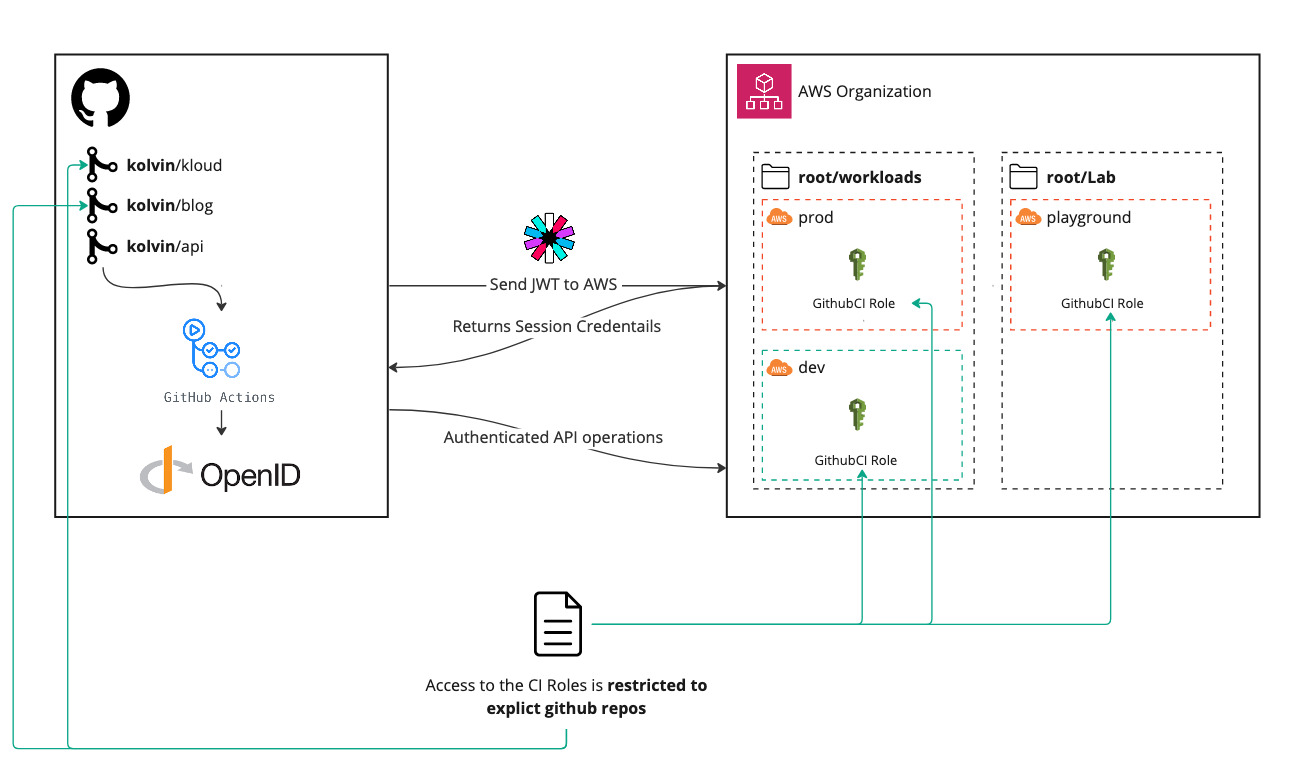 kolvin/kloud
kolvin/blog
kolvin/api
GitHub Actions
OpenID
Send JWT to AWS
Returns Session Credentails
Authenticated API operations
AWS Organization
root/workloads
AWS prod
GithubCI Role
AWS dev
GithubCI Role
root/Lab
AWS playground
GithubCI Role
Access to the CI Roles is restricted to
explict github repos